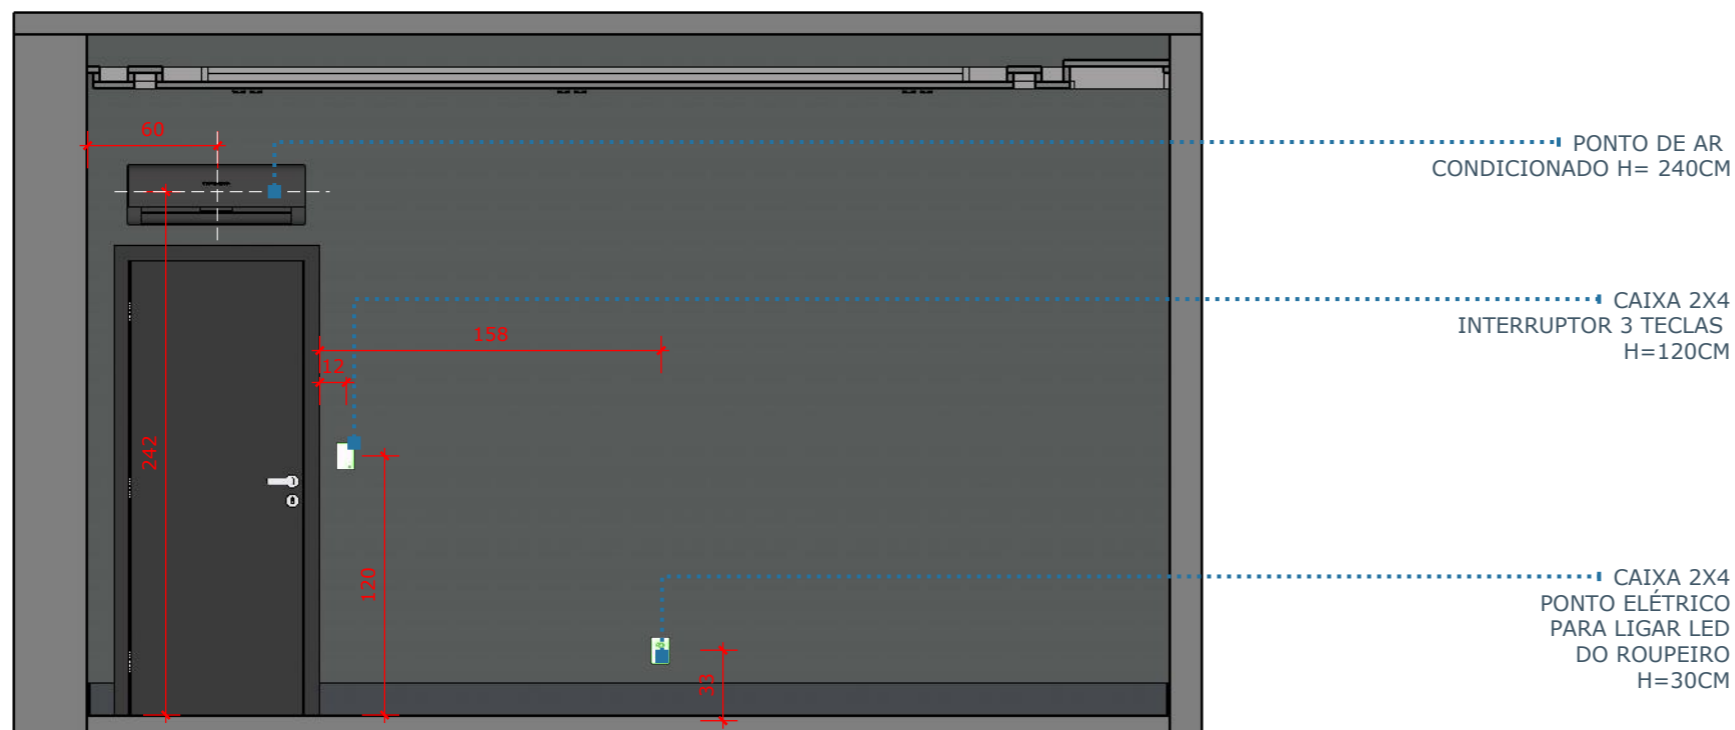 60
PONTO DE AR
CONDICIONADO H= 240CM
CAIXA 2X4
INTERRUPTOR 3 TECLAS
H=120CM
158
12
242
120
CAIXA 2X4
PONTO ELÉTRICO
PARA LIGAR LED
DO ROUPEIRO
H=30CM
33